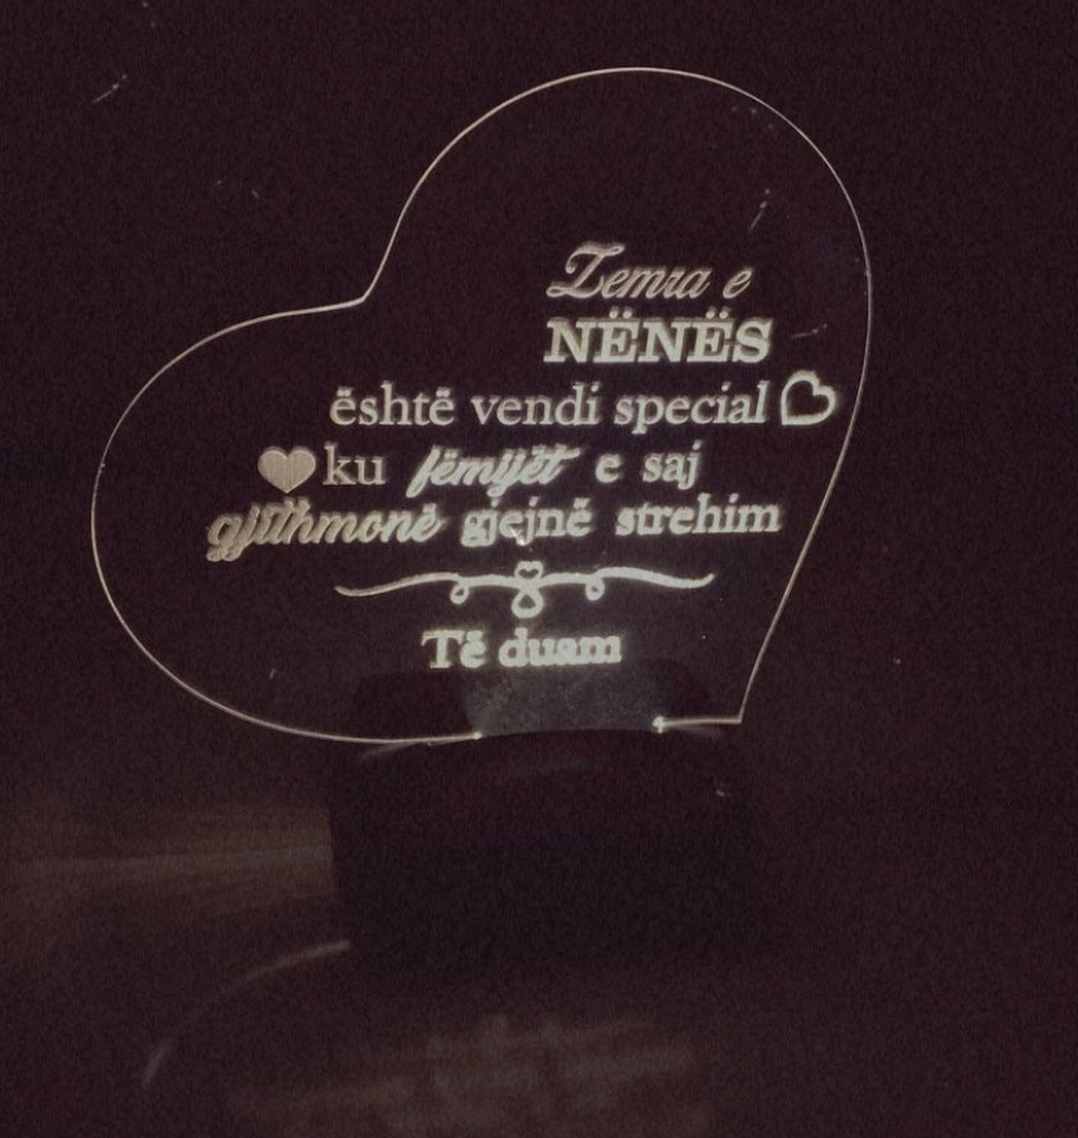 Zemra e
NËNËS
është vendi special
ku fëmijët e saj
gjithmonë gjejnë strehim
Të duam